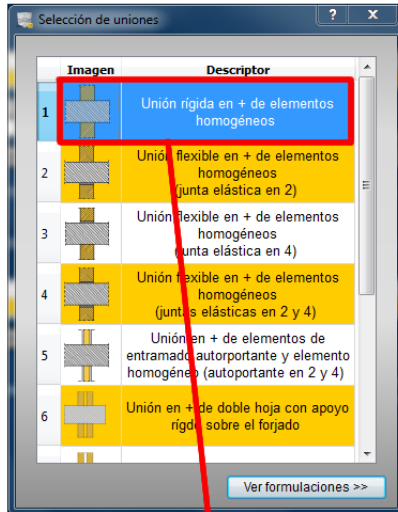 Selección de uniones
Imagen Descriptor
1 Unión rígida en + de elementos
homogéneos
2 Unión flexible en + de elementos
homogéneos
(junta elástica en 2)
3 Unión flexible en + de elementos
homogéneos
(junta elástica en 4)
4 Unión flexible en + de elementos
homogéneos
(juntas elásticas en 2 y 4)
5 Unión en + de elementos de
entramado autorportante y elemento
homogéneo (autoportante en 2 y 4)
6 Unión en + de doble hoja con apoyo
rígdo sobre el forjado
Ver formulaciones >>